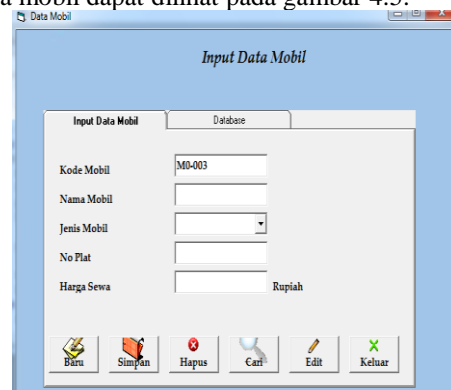 a mobil dapat dilihat pada gambar 4.3.
Data Mobil
Input Data Mobil
Input Data Mobil Database
Kode Mobil M0-003
Nama Mobil
Jenis Mobil
No Plat
Harga Sewa Rupiah
Baru Simpan Hapus Cari Edit Keluar